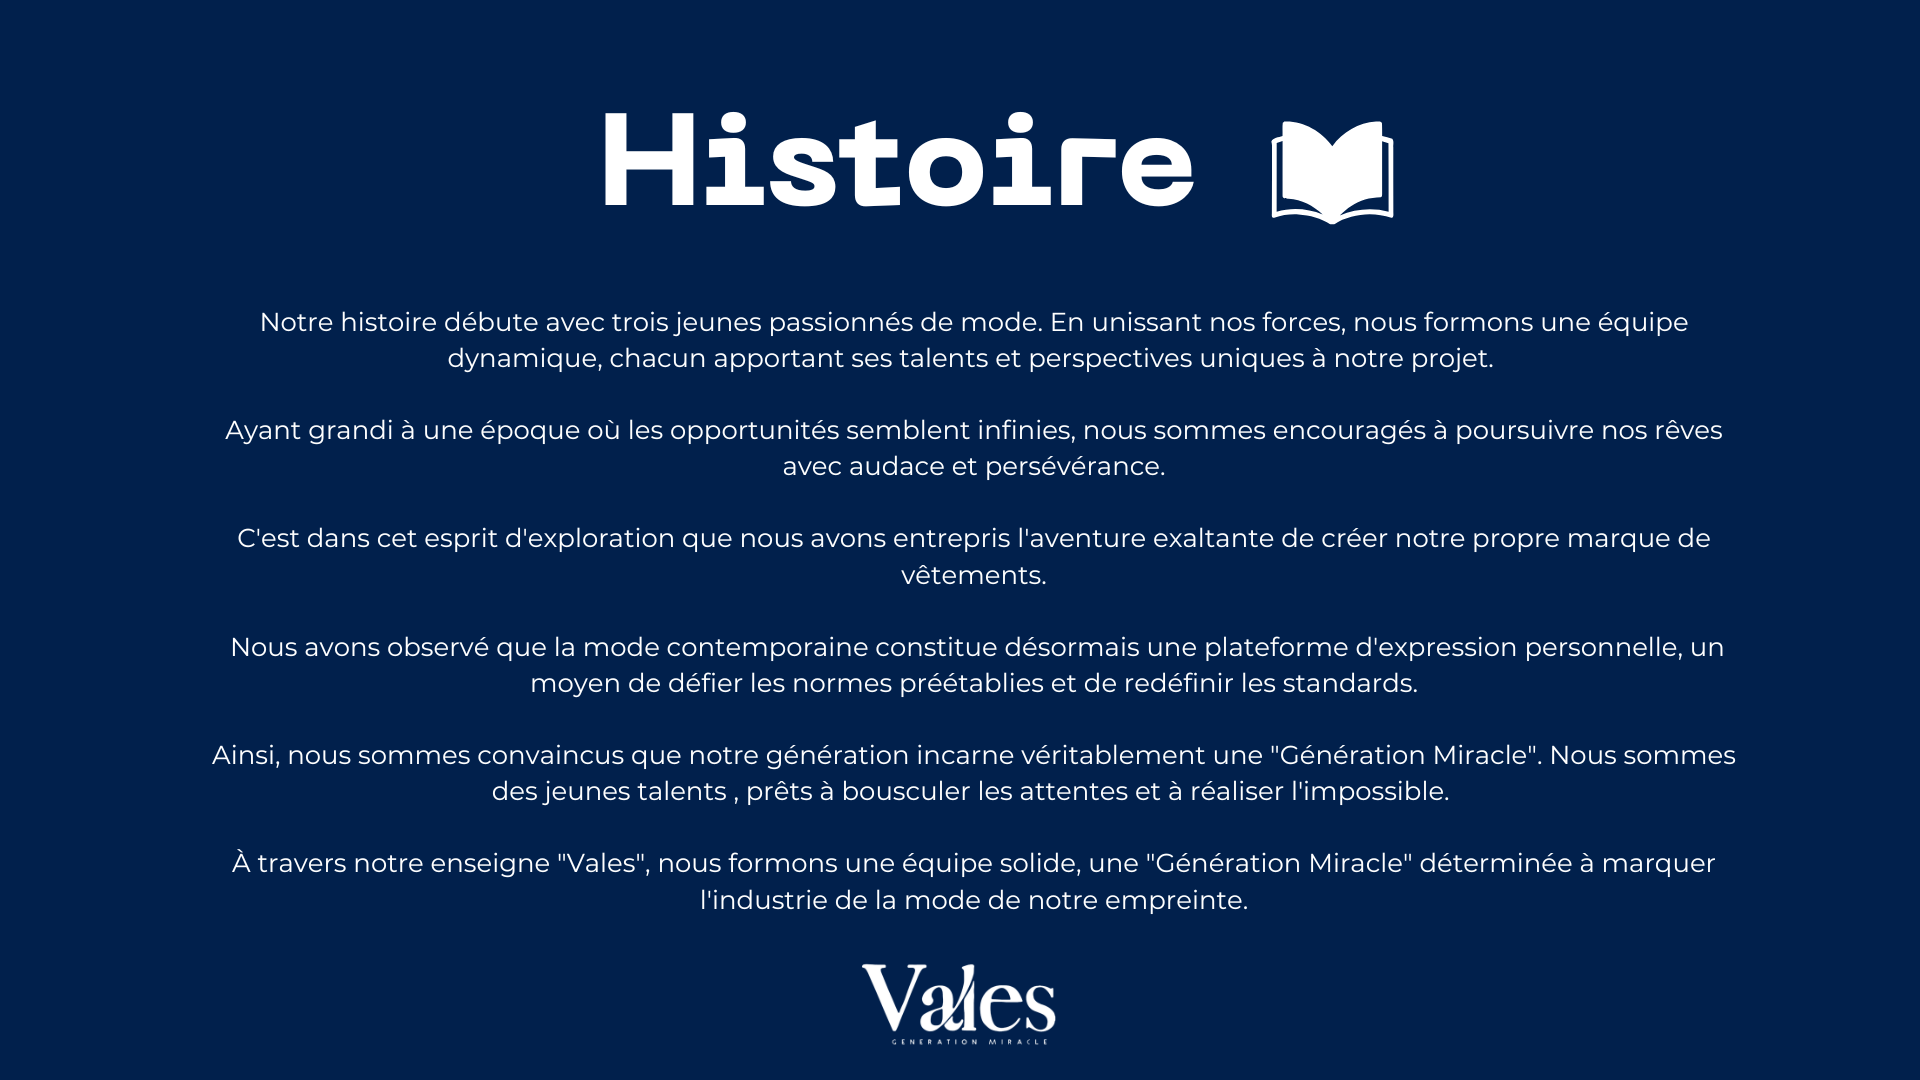 Histoire
Notre histoire débute avec trois jeunes passionnés de mode. En unissant nos forces, nous formons une équipe
dynamique, chacun apportant ses talents et perspectives uniques à notre projet.
Ayant grandi à une époque où les opportunités semblent infinies, nous sommes encouragés à poursuivre nos rêves
avec audace et persévérance.
C'est dans cet esprit d'exploration que nous avons entrepris l'aventure exaltante de créer notre propre marque de
vêtements.
Nous avons observé que la mode contemporaine constitue désormais une plateforme d'expression personnelle, un
moyen de défier les normes préétablies et de redéfinir les standards.
Ainsi, nous sommes convaincus que notre génération incarne véritablement une "Génération Miracle". Nous sommes
des jeunes talents , prêts à bousculer les attentes et à réaliser l'impossible.
À travers notre enseigne "Vales", nous formons une équipe solide, une "Génération Miracle" déterminée à marquer
l'industrie de la mode de notre empreinte.
Vales
GENERATION MIRACLE